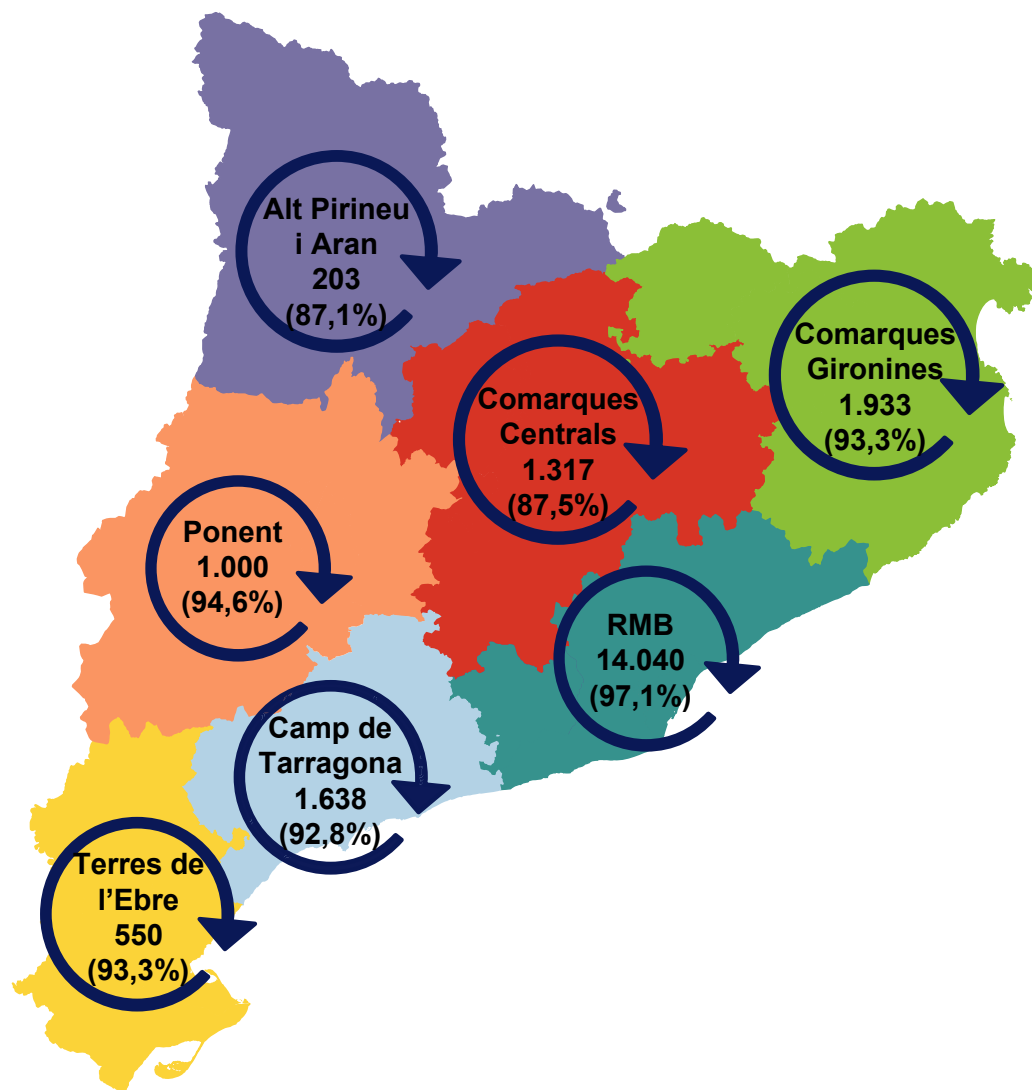 Alt Pirineu
i Aran
203
(87,1%)
Comarques
Gironines
1.933
(93,3%)
Comarques
Centrals
1.317
(87,5%)
Ponent
1.000
(94,6%)
RMB
14.040
(97,1%)
Camp de
Tarragona
1.638
(92,8%)
Terres de
l’Ebre
550
(93,3%)